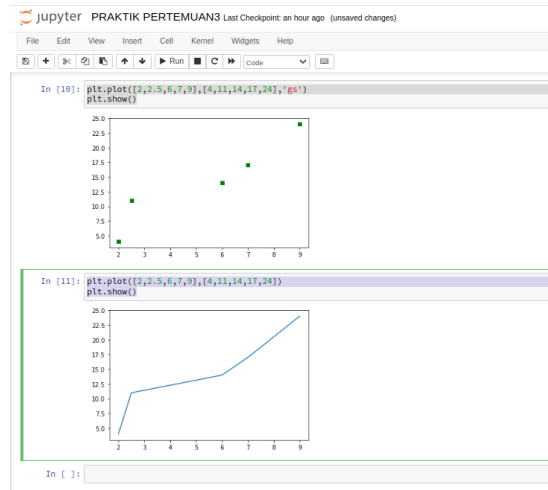 jupyter PRAKTIK PERTEMUAN3 Last Checkpoint: an hour ago (unsaved changes)
File Edit View Insert Cell Kernel Widgets Help
Run Code
In [10]: plt.plot([2,2.5,6,7,9],[4,11,14,17,24],'gs')
plt.show()
25.0
22.5
20.0
17.5
15.0
12.5
10.0
7.5
5.0
2 3 4 5 6 7 8 9
In [11]: plt.plot([2,2.5,6,7,9],[4,11,14,17,24])
plt.show()
25.0
22.5
20.0
17.5
15.0
12.5
10.0
7.5
5.0
2 3 4 5 6 7 8 9
In [ ]: